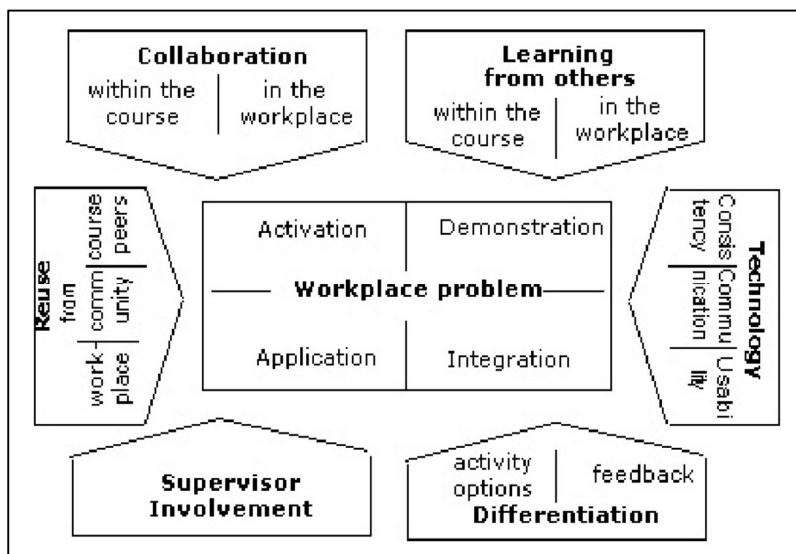 Collaboration
within the course
in the workplace
Learning
from others
within the course
in the workplace
Reuse
from
course
peers
comm
unity
work-
place
Activation
Demonstration
Workplace problem
Application
Integration
Technology
Consis
tency
Commu
nication
Usabi
lity
Supervisor
Involvement
activity
options
feedback
Differentiation